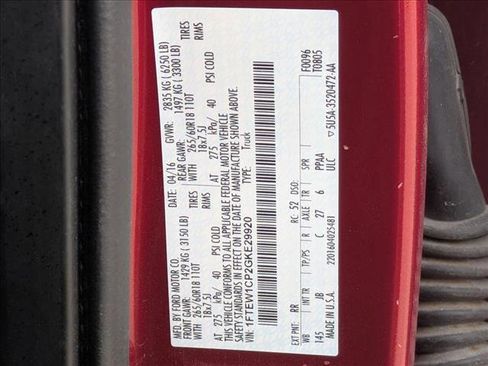 MFD. BY FORD MOTOR CO.
DATE: 04/16 GVWR: 2835 KG ( 6250 LB)
FRONT GAWR: 1429 KG ( 3150 LB) REAR GAWR: 1497 KG ( 3300 LB)
WITH 265/60R18 110T TIRES WITH 265/60R18 110T TIRES
18x7.5J RIMS 18x7.5J RIMS
AT 275 kPa/ 40 PSI COLD AT 275 kPa/ 40 PSI COLD
THIS VEHICLE CONFORMS TO ALL APPLICABLE FEDERAL MOTOR VEHICLE
SAFETY STANDARDS IN EFFECT ON THE DATE OF MANUFACTURE SHOWN ABOVE.
VIN: 1FTEW1CP2GKE29920 TYPE: Truck
F0096
T0805
EXT PNT: RR RC: 52 DSO:
WB INT TR TP/PS R AXLE TR SPR
145 JB C 27 6 PPAA
2201604025481 ULC
5U5A-3520472-AA